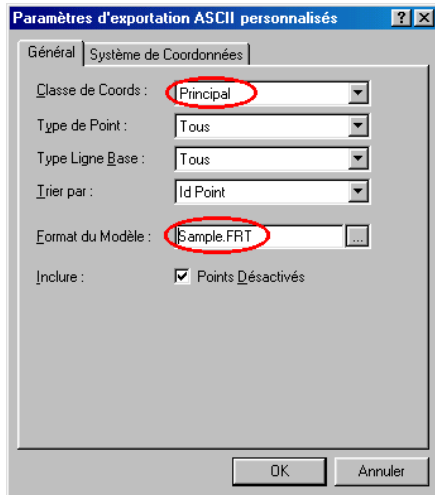 Paramètres d'exportation ASCII personnalisés
Général
Système de Coordonnées
Classe de Coords :
Principal
Type de Point :
Tous
Type Ligne Base :
Tous
Trier par :
Id Point
Format du Modèle :
Sample.FRT
...
Inclure :
Points Désactivés
OK
Annuler